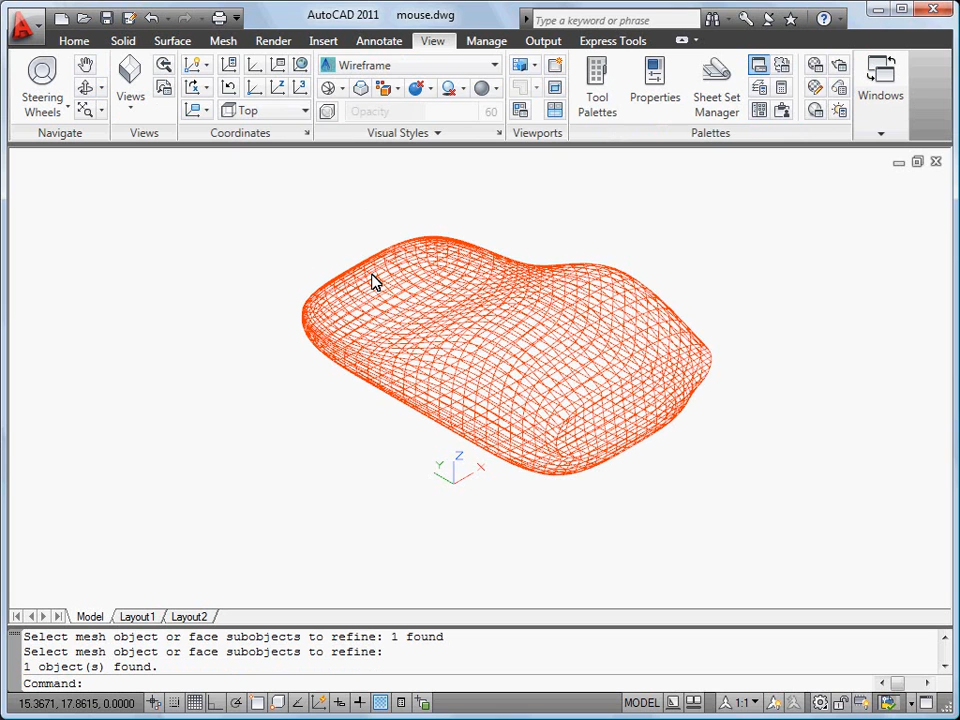 AutoCAD 2011 mouse.dwg
Type a keyword or phrase
Home Solid Surface Mesh Render Insert Annotate View Manage Output Express Tools
Steering Wheels
Views
Top
Wireframe
Opacity 60
Tool Palettes
Properties
Sheet Set Manager
Windows
Navigate Views Coordinates Visual Styles Viewports Palettes
Z
Y
X
Model Layout1 Layout2
Select mesh object or face subobjects to refine: 1 found
Select mesh object or face subobjects to refine:
1 object(s) found.
Command:
15.3671, 17.8615, 0.0000 MODEL 1:1